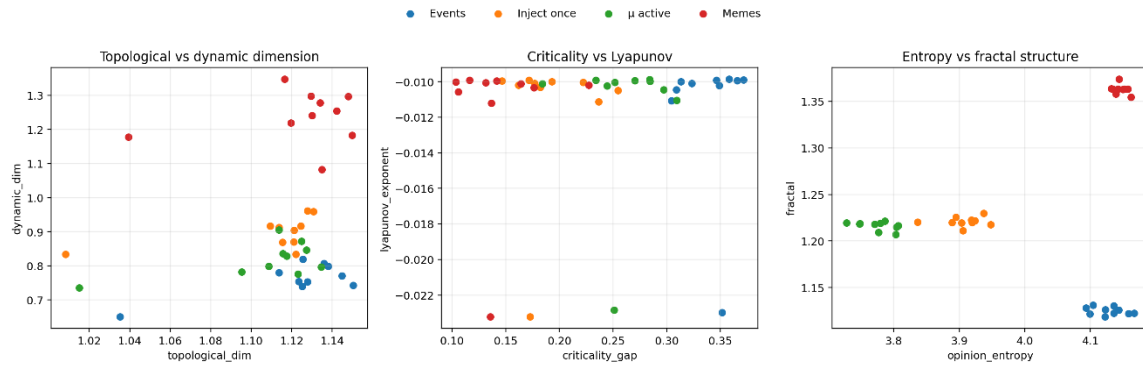 Events Inject once μ active Memes
Topological vs dynamic dimension
dynamic_dim
1.3
1.2
1.1
1.0
0.9
0.8
0.7
1.02 1.04 1.06 1.08 1.10 1.12 1.14
topological_dim
Criticality vs Lyapunov
lyapunov_exponent
−0.010
−0.012
−0.014
−0.016
−0.018
−0.020
−0.022
0.10 0.15 0.20 0.25 0.30 0.35
criticality_gap
Entropy vs fractal structure
fractal
1.35
1.30
1.25
1.20
1.15
3.8 3.9 4.0 4.1
opinion_entropy